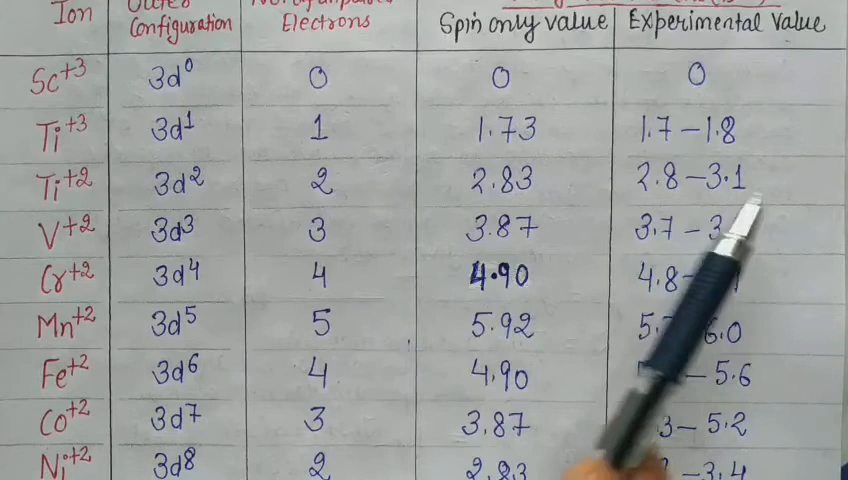 Ion Configuration Electrons Spin only value Experimental Value
Sc+3 3d0 0 0 0
Ti+3 3d1 1 1.73 1.7-1.8
Ti+2 3d2 2 2.83 2.8-3.1
V+2 3d3 3 3.87 3.7-3
Cr+2 3d4 4 4.90 4.8-
Mn+2 3d5 5 5.92 6.0
Fe+2 3d6 4 4.90 - 5.6
Co+2 3d7 3 3.87 3-5.2
Ni+2 3d8 2 2.83 -3.4